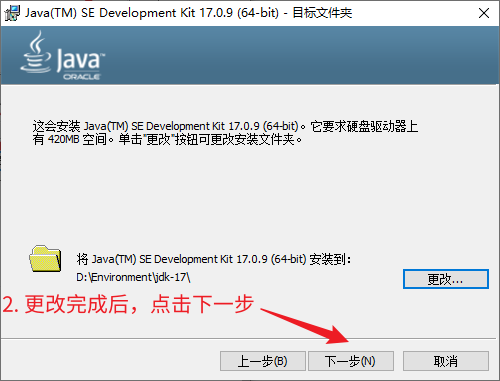 Java(TM) SE Development Kit 17.0.9 (64-bit) - 目标文件夹
Java
ORACLE
这会安装 Java(TM) SE Development Kit 17.0.9 (64-bit)。它要求硬盘驱动器上
有 420MB 空间。单击"更改"按钮可更改安装文件夹。
将 Java(TM) SE Development Kit 17.0.9 (64-bit) 安装到:
D:\Environment\jdk-17\
更改...
2. 更改完成后，点击下一步
上一步(B)
下一步(N)
取消